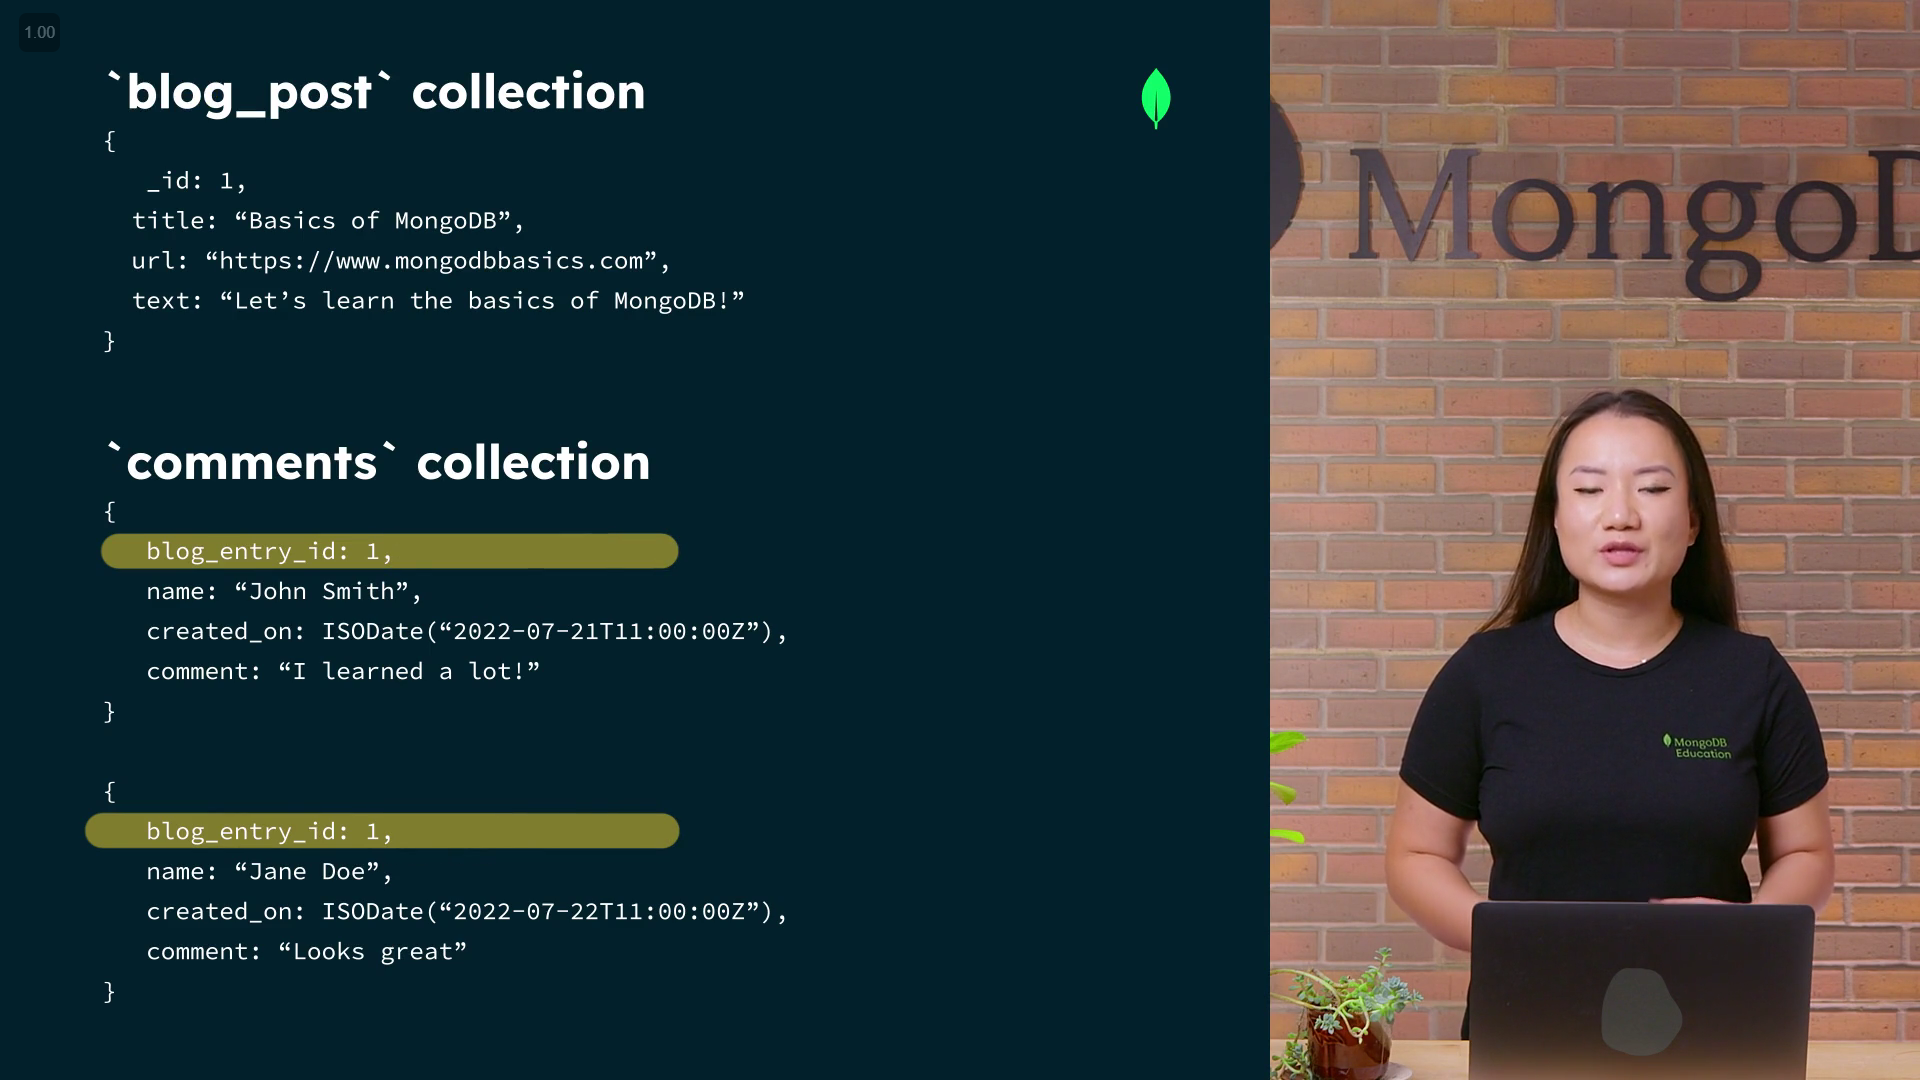 1.00
`blog_post` collection
{
_id: 1,
title: “Basics of MongoDB”,
url: “https://www.mongodbbasics.com”,
text: “Let’s learn the basics of MongoDB!”
}
`comments` collection
{
blog_entry_id: 1,
name: “John Smith”,
created_on: ISODate(“2022-07-21T11:00:00Z”),
comment: “I learned a lot!”
}
{
blog_entry_id: 1,
name: “Jane Doe”,
created_on: ISODate(“2022-07-22T11:00:00Z”),
comment: “Looks great”
}
MongoD
MongoDB
Education